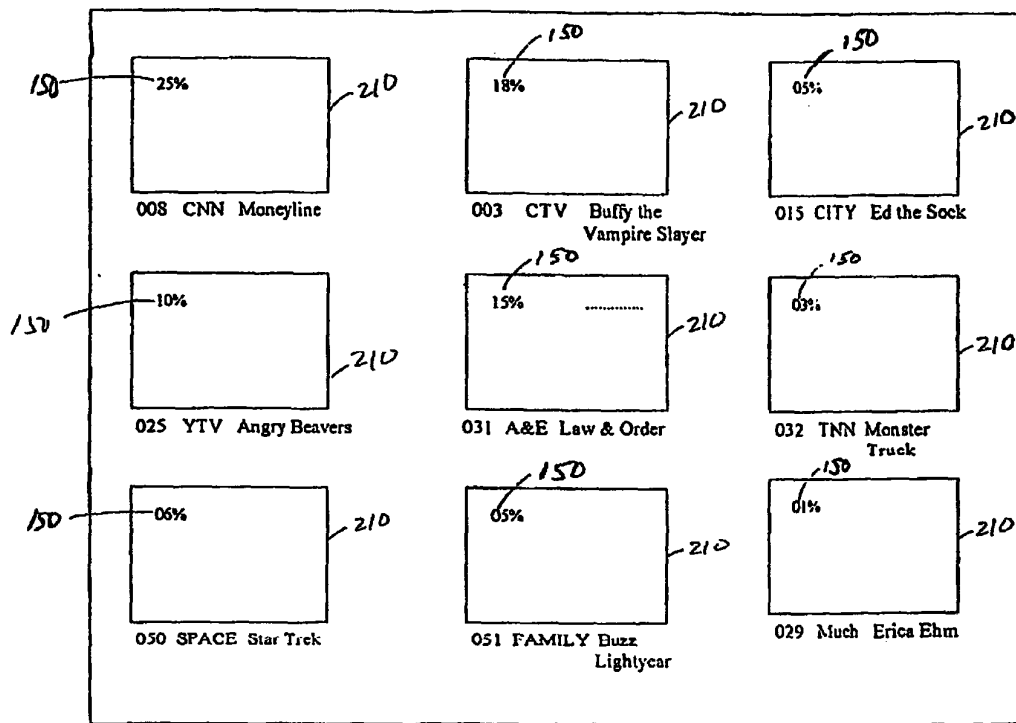 150 150 150
25% 18% 05%
210 210 210
008 CNN Moneyline 003 CTV Buffy the 015 CITY Ed the Sock
Vampire Slayer
150 150
10% 15% 03%
150 210 210 210
025 YTV Angry Beavers 031 A&E Law & Order 032 TNN Monster
Truck
150 150
150 06% 05% 01%
210 210 210
050 SPACE Star Trek 051 FAMILY Buzz 029 Much Erica Ehm
Lightyear